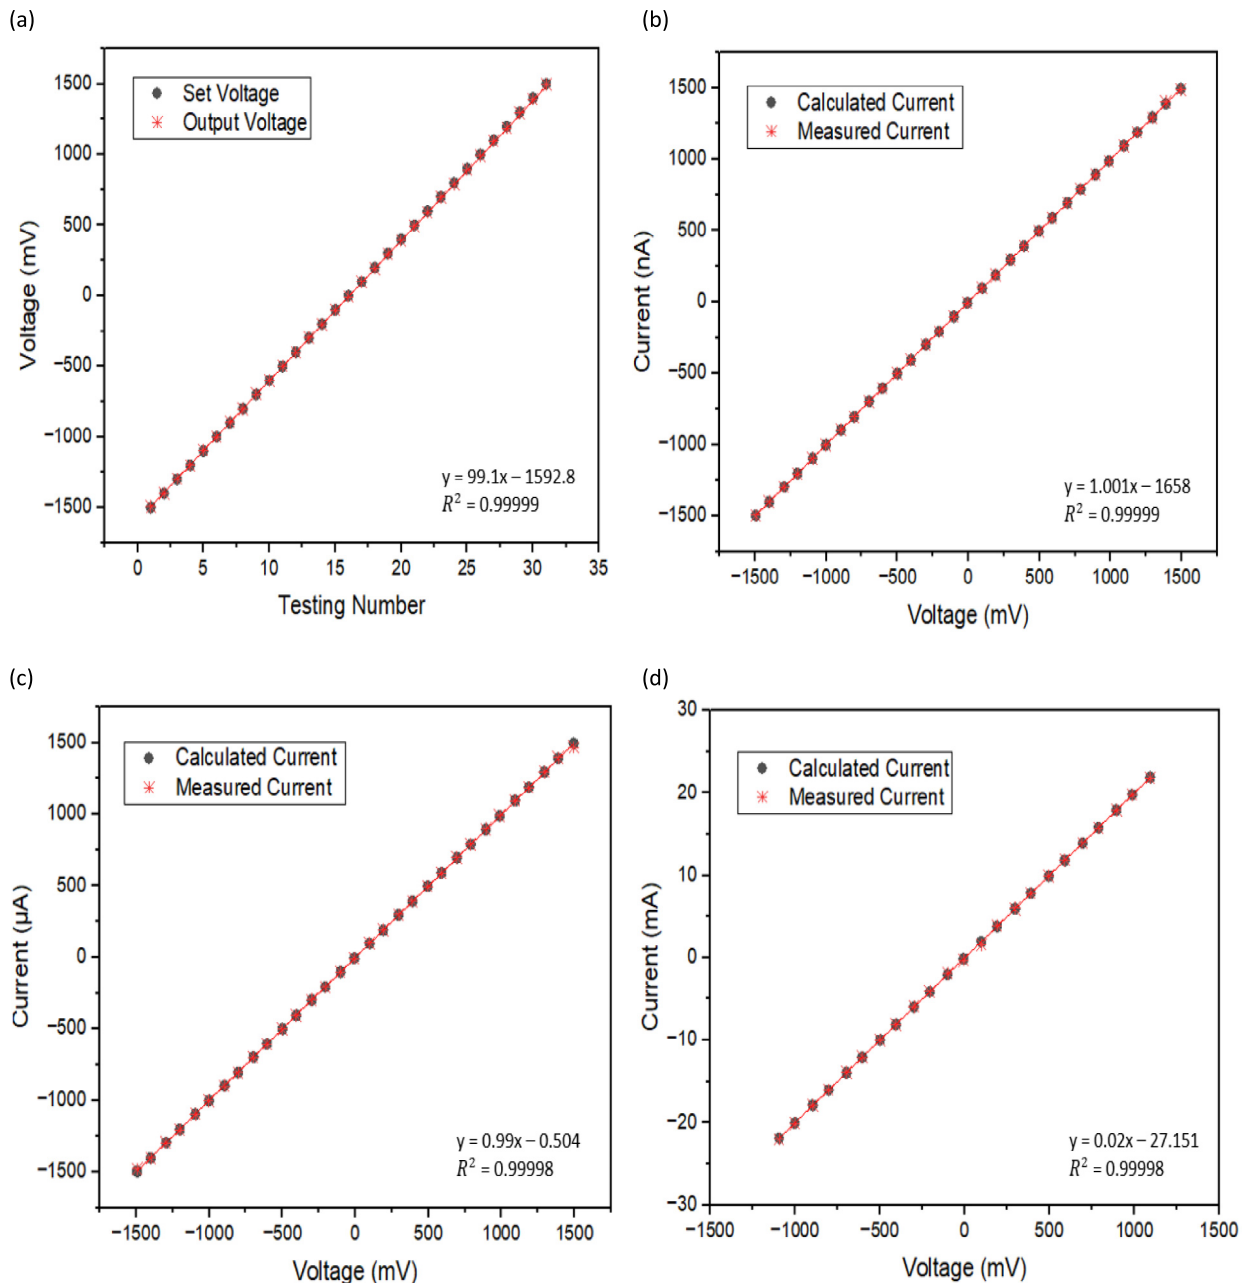 (a)
Set Voltage
Output Voltage
1500
1000
500
0
−500
−1000
−1500
Voltage (mV)
y = 99.1x − 1592.8
R² = 0.99999
0 5 10 15 20 25 30 35
Testing Number
(b)
Calculated Current
Measured Current
1500
1000
500
0
−500
−1000
−1500
Current (nA)
y = 1.001x − 1658
R² = 0.99999
−1500 −1000 −500 0 500 1000 1500
Voltage (mV)
(c)
Calculated Current
Measured Current
1500
1000
500
0
−500
−1000
−1500
Current (µA)
y = 0.99x − 0.504
R² = 0.99998
−1500 −1000 −500 0 500 1000 1500
Voltage (mV)
(d)
Calculated Current
Measured Current
30
20
10
0
−10
−20
−30
Current (mA)
y = 0.02x − 27.151
R² = 0.99998
−1500 −1000 −500 0 500 1000 1500
Voltage (mV)